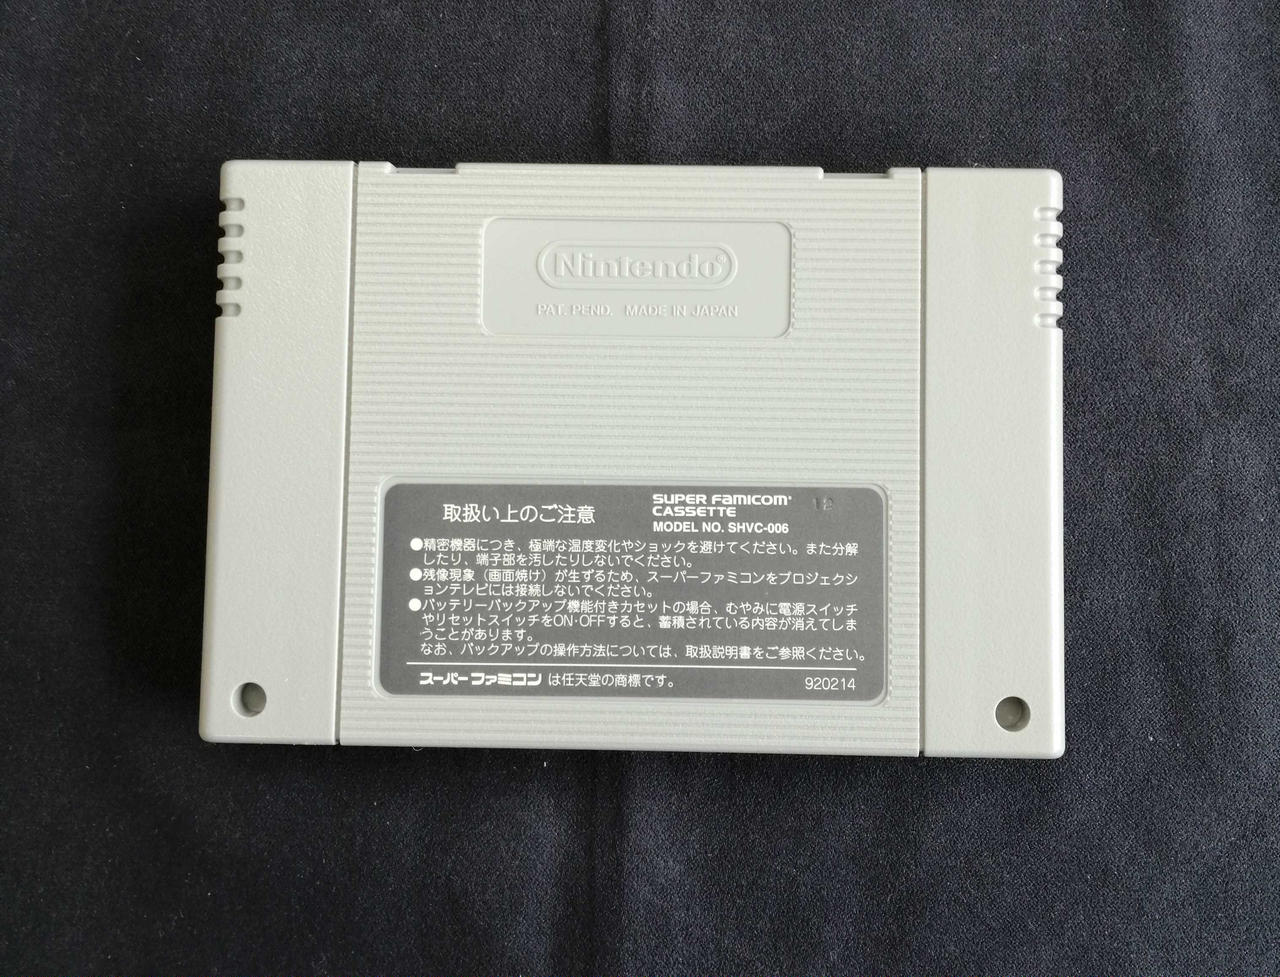 Nintendo®
PAT. PEND. MADE IN JAPAN
取扱い上のご注意
SUPER FAMICOM
CASSETTE
MODEL NO. SHVC-006
12
●精密機器につき、極端な温度変化やショックを避けてください。また分解
したり、端子部を汚したりしないでください。
●残像現象（画面焼け）が生ずるため、スーパーファミコンをプロジェクシ
ョンテレビには接続しないでください。
●バッテリーバックアップ機能付きカセットの場合、むやみに電源スイッチ
やリセットスイッチをON·OFFすると、蓄積されている内容が消えてしま
うことがあります。
なお、バックアップの操作方法については、取扱説明書をご参照ください。
スーパーファミコンは任天堂の商標です。
920214